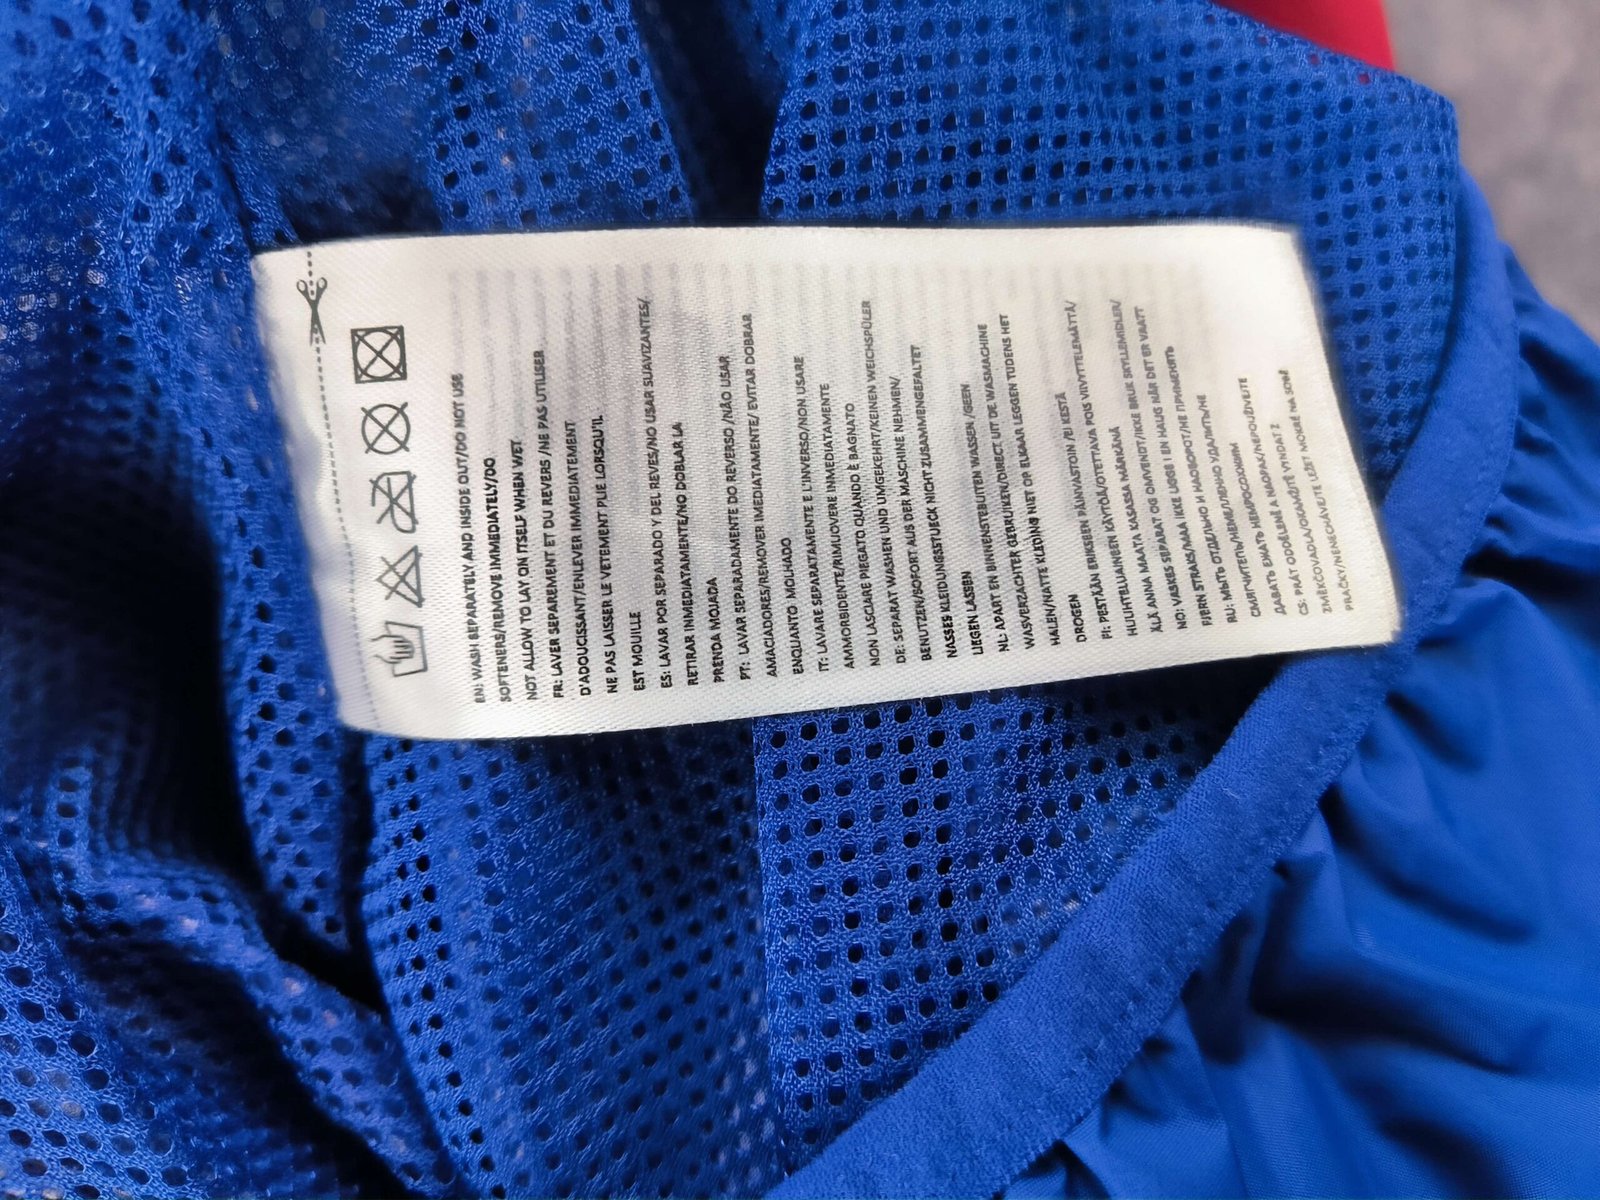 EN: WASH SEPARATELY AND INSIDE OUT/DO NOT USE
SOFTENERS/REMOVE IMMEDIATELY/DO
NOT ALLOW TO LAY ON ITSELF WHEN WET
FR: LAVER SEPAREMENT ET DU REVERS /NE PAS UTILISER
D'ADOUCISSANT/ENLEVER IMMEDIATEMENT
NE PAS LAISSER LE VETEMENT PLIE LORSQU'IL
EST MOUILLE
ES: LAVAR POR SEPARADO Y DEL REVES/NO USAR SUAVIZANTES/
RETIRAR INMEDIATAMENTE/NO DOBLAR LA
PRENDA MOJADA
PT: LAVAR SEPARADAMENTE DO REVERSO /NÃO USAR
AMACIADORES/REMOVER IMEDIATAMENTE/ EVITAR DOBRAR
ENQUANTO MOLHADO
IT: LAVARE SEPARATAMENTE E L'INVERSO/NON USARE
AMMORBIDENTE/RIMUOVERE INMEDIATAMENTE
NON LASCIARE PIEGATO QUANDO È BAGNATO
DE: SEPARAT WASHEN UND UMGEKEHRT/KEINEN WEICHSPÜLER
BENUTZEN/SOFORT AUS DER MASCHINE NEHMEN/
NASSES KLEIDUNGSSTUECK NICHT ZUSAMMENGEFALTET
LIEGEN LASSEN
NL: APART EN BINNENSTEBUITEN WASSEN /GEEN
WASVERZACHTER GEBRUIKEN/DIRECT UIT DE WASMACHINE
HALEN/NATTE KLEDING NIET OP ELKAAR LEGGEN TIJDENS HET
DROGEN
FI: PESTÄÄN ERIKSEEN PÄINVASTOIN /EI KESTÄ
HUUHTELUAINEEN KÄYTTÖÄ/OTETTAVA POIS VIIVYTTELEMÄTTÄ/
ÄLÄ ANNA MAATA KASASSA MÄRKÄNÄ
NO: VASKES SEPARAT OG OMVENDT/IKKE BRUK SKYLLEMIDLER/
FJERN STRAKS/MAA IKKE LIGGE I EN HAUG NÅR DET ER VAATT
RU: МЫТЬ ОТДЕЛЬНО И НАОБОРОТ/НЕ ПРИМЕНЯТЬ
СМЯГЧИТЕЛЬ/НЕМЕДЛЕННО УДАЛИТЬ/НЕ
ДАВАТЬ ЛЕЖАТЬ НЕПРОСОХШИМ
CS: PRÁT ODDĚLENĚ A NAOPAK/NEPOUŽÍVEJTE
ZMĚKČOVADLA/OKAMŽITĚ VYNDAT Z
PRAČKY/NENECHÁVEJTE LEŽET MOKRÉ NA SOBĚ